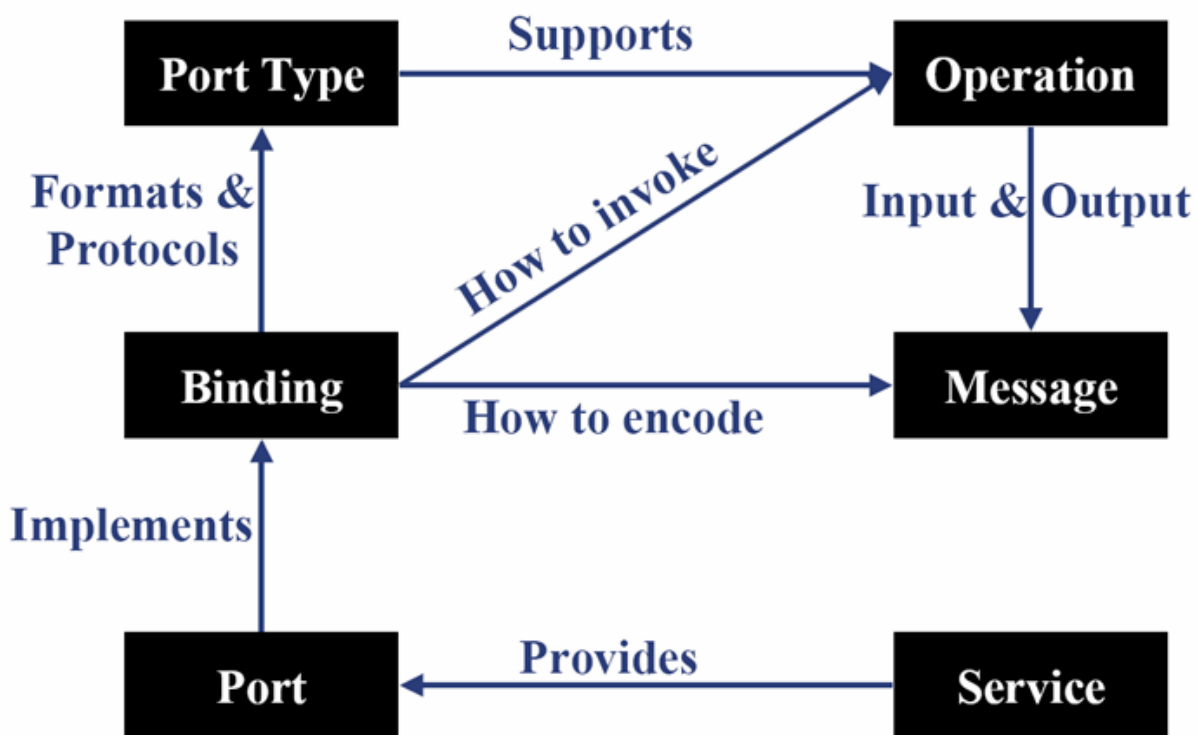 Supports
Port Type
Operation
How to invoke
Formats &
Protocols
Input & Output
Binding
Message
How to encode
Implements
Provides
Port
Service